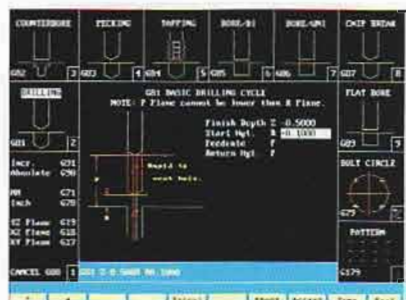 COUNTERBORE PECKING TAPPING BORE/BI BORE/UNI CHIP BREAK
G82 3 G83 4 G84 5 G85 6 G86 7 G87 8
DRILLING
G81 2
G81 BASIC DRILLING CYCLE
NOTE: P Plane cannot be lower than R Plane.
Finish Depth Z -0.5000
Start Hgt. R -0.1000
Feedrate F
Return Hgt. P
Rapid to
next hole.
FLAT BORE
G89 9
BOLT CIRCLE
G79
PATTERN
G179
Incr. G91
Absolute G90
MM G71
Inch G70
YZ Plane G19
XZ Plane G18
XY Plane G17
CANCEL G80 1
G81 Z-0.5000 R0.1000